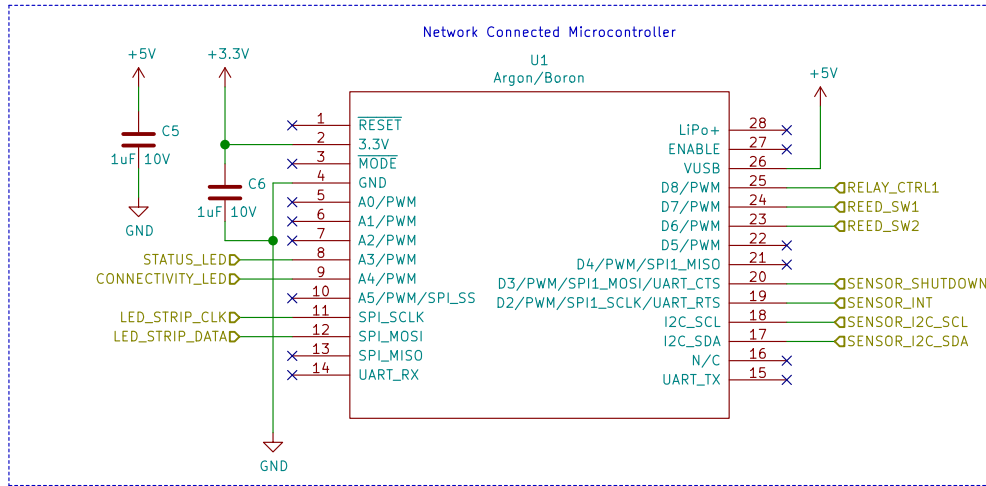 Network Connected Microcontroller
U1
Argon/Boron
+5V
+3.3V
+5V
C5
1uF 10V
C6
1uF 10V
GND
GND
1 RESET
2 3.3V
3 MODE
4 GND
5 A0/PWM
6 A1/PWM
7 A2/PWM
STATUS_LED 8 A3/PWM
CONNECTIVITY_LED 9 A4/PWM
10 A5/PWM/SPI_SS
LED_STRIP_CLK 11 SPI_SCLK
LED_STRIP_DATA 12 SPI_MOSI
13 SPI_MISO
14 UART_RX
LiPo+ 28
ENABLE 27
VUSB 26
D8/PWM 25 RELAY_CTRL1
D7/PWM 24 REED_SW1
D6/PWM 23 REED_SW2
D5/PWM 22
D4/PWM/SPI1_MISO 21
D3/PWM/SPI1_MOSI/UART_CTS 20 SENSOR_SHUTDOWN
D2/PWM/SPI1_SCLK/UART_RTS 19 SENSOR_INT
I2C_SCL 18 SENSOR_I2C_SCL
I2C_SDA 17 SENSOR_I2C_SDA
N/C 16
UART_TX 15